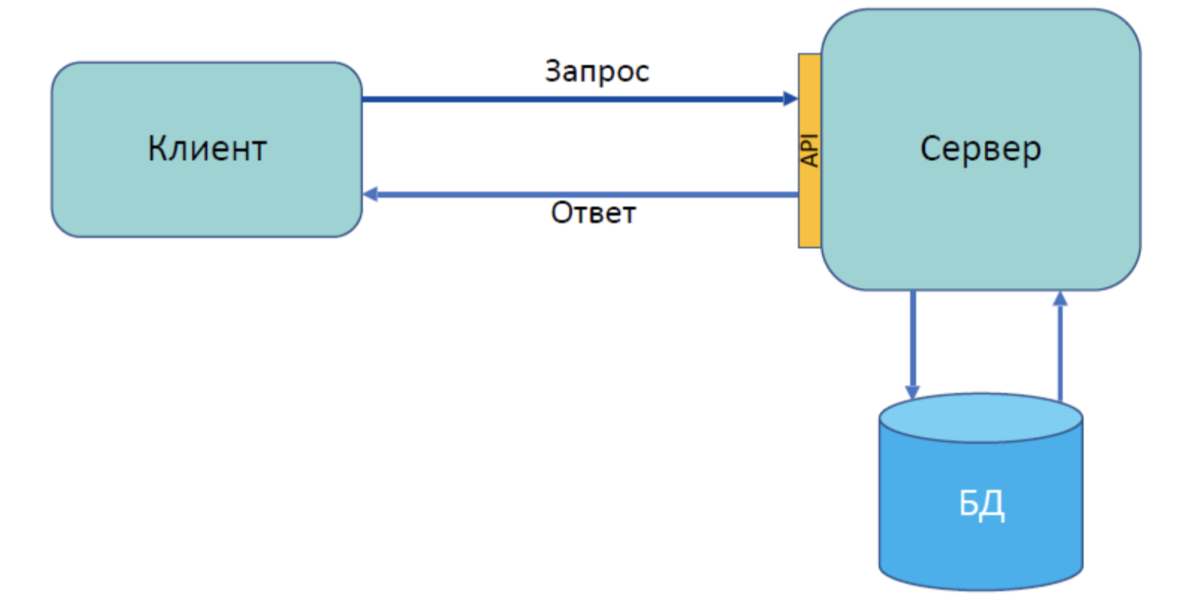 Запрос
Клиент
API
Сервер
Ответ
БД